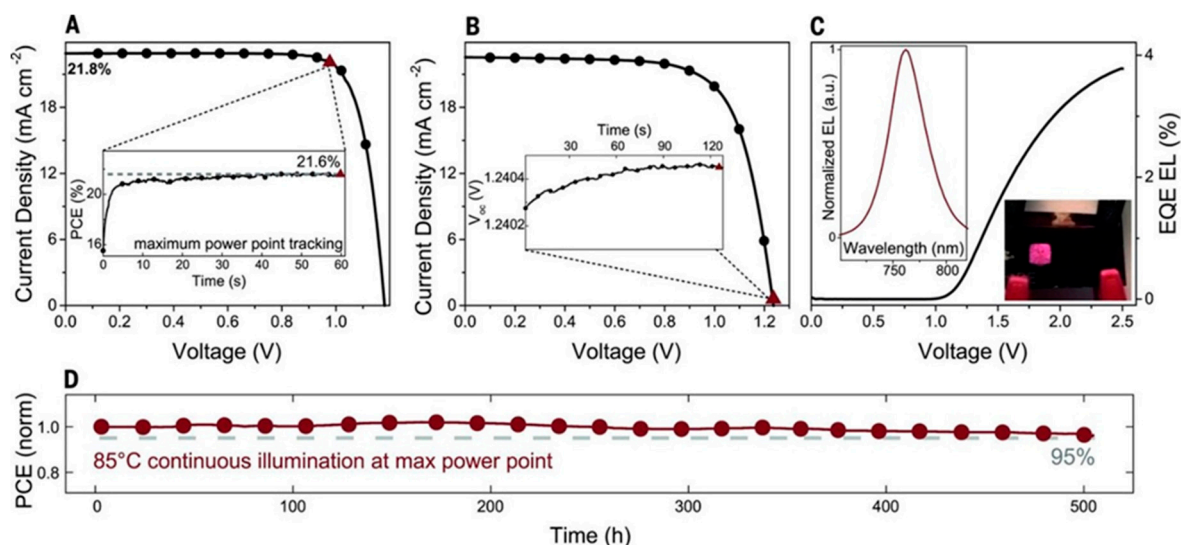 A
Current Density (mA cm⁻²)
18
12
6
0
21.8%
PCE (%)
20
16
21.6%
maximum power point tracking
0 10 20 30 40 50 60
Time (s)
0.0 0.2 0.4 0.6 0.8 1.0
Voltage (V)
B
Current Density (mA cm⁻²)
18
12
6
0
Time (s)
30 60 90 120
Voc (V)
1.2404
1.2402
0.0 0.2 0.4 0.6 0.8 1.0 1.2
Voltage (V)
C
Normalized EL (a.u.)
1
0
Wavelength (nm)
750 800
4
2
0
EQE EL (%)
0.0 0.5 1.0 1.5 2.0 2.5
Voltage (V)
D
PCE (norm)
1.0
0.8
85°C continuous illumination at max power point
95%
0 100 200 300 400 500
Time (h)